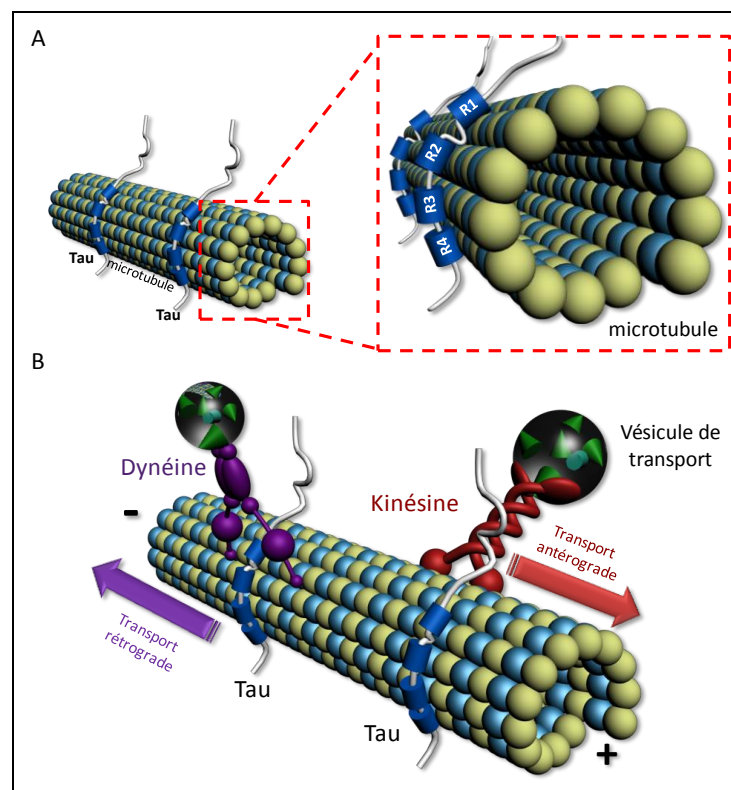 A
R1
R2
R3
R4
Tau
microtubule
Tau
microtubule
B
Vésicule de
transport
Dynéine
Kinésine
-
Transport
antérograde
Transport
rétrograde
Tau
Tau
+